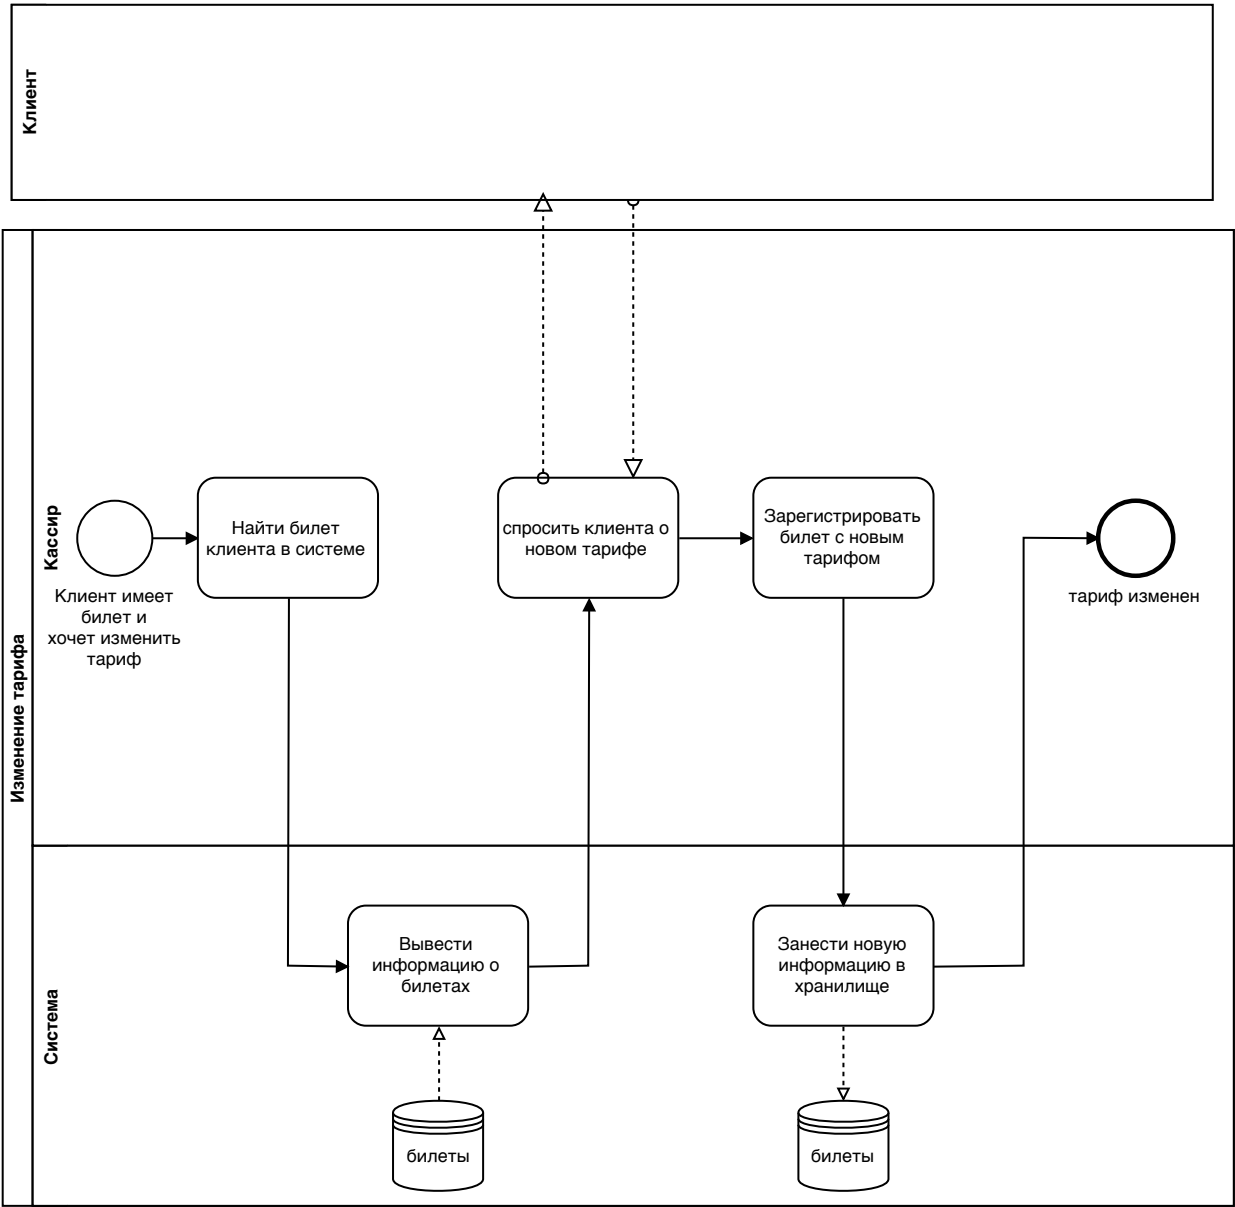 Клиент
Изменение тарифа
Кассир
Клиент имеет
билет и
хочет изменить
тариф
Найти билет
клиента в системе
спросить клиента о
новом тарифе
Зарегистрировать
билет с новым
тарифом
тариф изменен
Система
Вывести
информацию о
билетах
Занести новую
информацию в
хранилище
билеты
билеты